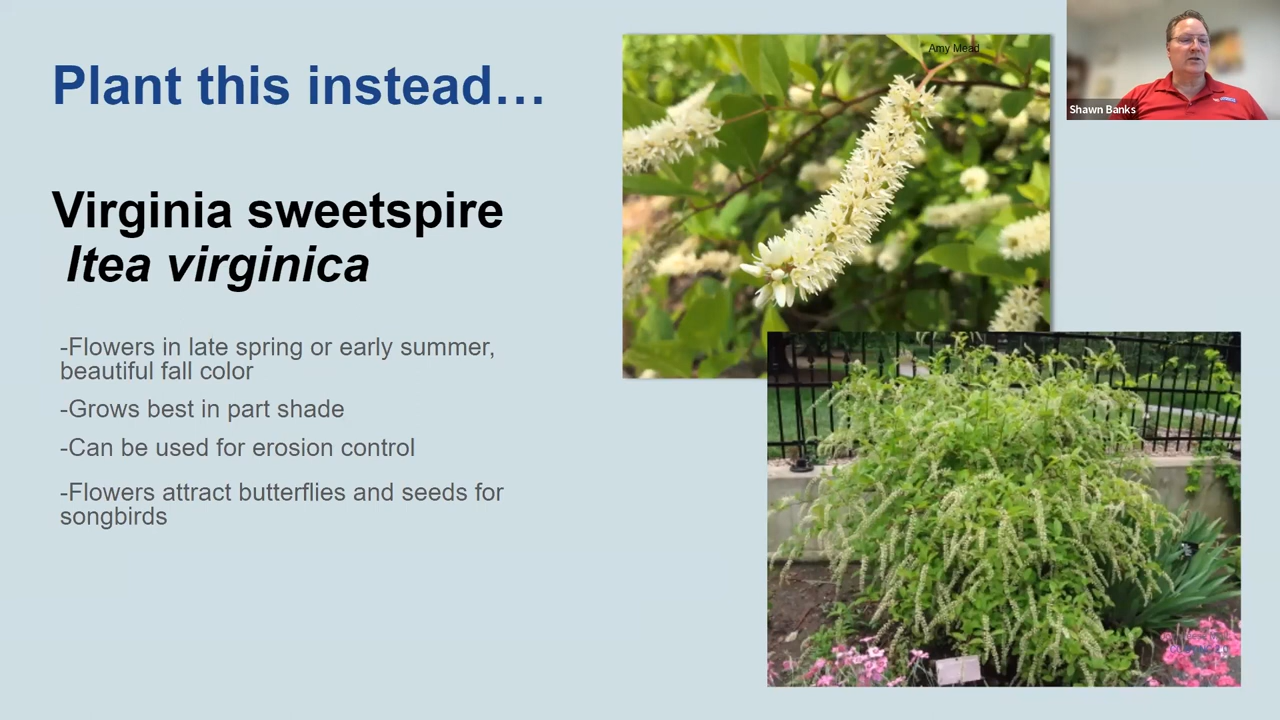 Plant this instead…
Amy Mead
Shawn Banks
Virginia sweetspire
Itea virginica
-Flowers in late spring or early summer,
beautiful fall color
-Grows best in part shade
-Can be used for erosion control
-Flowers attract butterflies and seeds for
songbirds